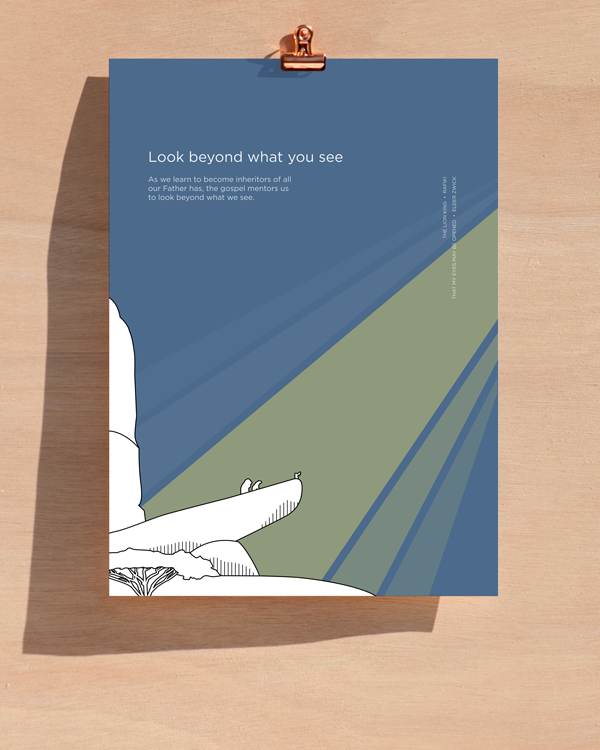 Look beyond what you see
As we learn to become inheritors of all
our Father has, the gospel mentors us
to look beyond what we see.
THE LION KING • RAFIKI
THAT MY EYES MAY BE OPENED • ELDER ZWICK